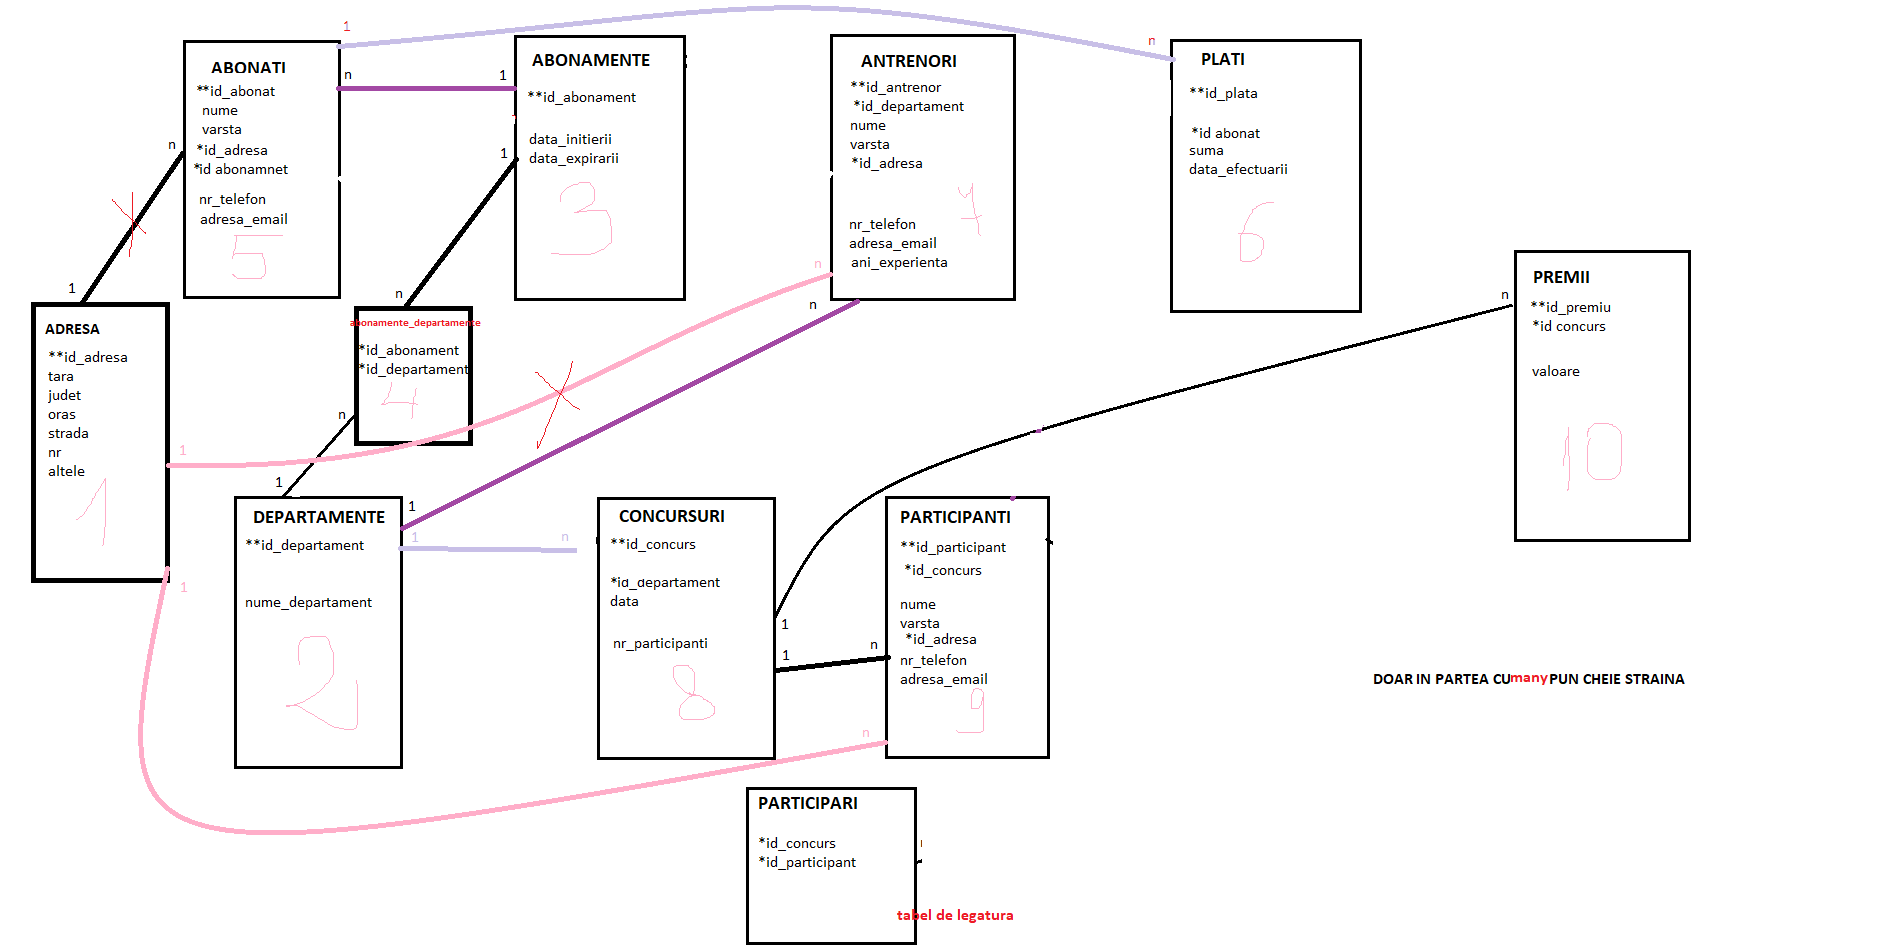 1
n
ABONATI
**id_abonat
nume
varsta
*id_adresa
*id abonamnet
nr_telefon
adresa_email
5
n
1
ABONAMENTE
**id_abonament
data_initierii
data_expirarii
3
1
n
ANTRENORI
**id_antrenor
*id_departament
nume
varsta
*id_adresa
nr_telefon
adresa_email
ani_experienta
n
n
PLATI
**id_plata
*id abonat
suma
data_efectuarii
6
PREMII
**id_premiu
*id concurs
valoare
10
n
n
1
ADRESA
**id_adresa
tara
judet
oras
strada
nr
altele
1
1
1
abonamente_departamente
*id_abonament
*id_departament
4
n
1
DEPARTAMENTE
**id_departament
nume_departament
2
1
1
n
CONCURSURI
**id_concurs
*id_departament
data
nr_participanti
8
1
1
n
PARTICIPANTI
**id_participant
*id_concurs
nume
varsta
*id_adresa
nr_telefon
adresa_email
9
n
DOAR IN PARTEA CU many PUN CHEIE STRAINA
PARTICIPARI
*id_concurs
*id_participant
tabel de legatura